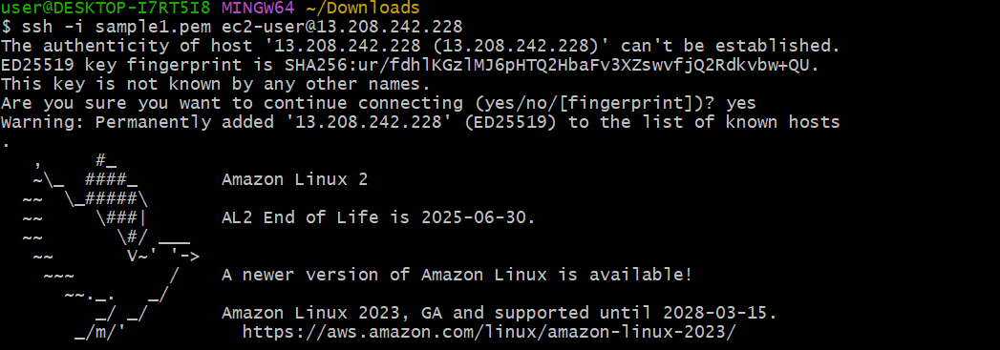 user@DESKTOP-I7RT5I8 MINGW64 ~/Downloads
$ ssh -i sample1.pem ec2-user@13.208.242.228
The authenticity of host '13.208.242.228 (13.208.242.228)' can't be established.
ED25519 key fingerprint is SHA256:ur/fdhlKGzlMJ6pHTQ2HbaFv3XZswvfjQ2Rdkvbw+QU.
This key is not known by any other names.
Are you sure you want to continue connecting (yes/no/[fingerprint])? yes
Warning: Permanently added '13.208.242.228' (ED25519) to the list of known hosts
.
   ,     #_
   ~\_  ####_        Amazon Linux 2
  ~~  \_#####\
  ~~     \###|       AL2 End of Life is 2025-06-30.
  ~~       \#/ ___
   ~~       V~' '->
    ~~~         /    A newer version of Amazon Linux is available!
      ~~._.   _/
         _/ _/       Amazon Linux 2023, GA and supported until 2028-03-15.
       _/m/'           https://aws.amazon.com/linux/amazon-linux-2023/